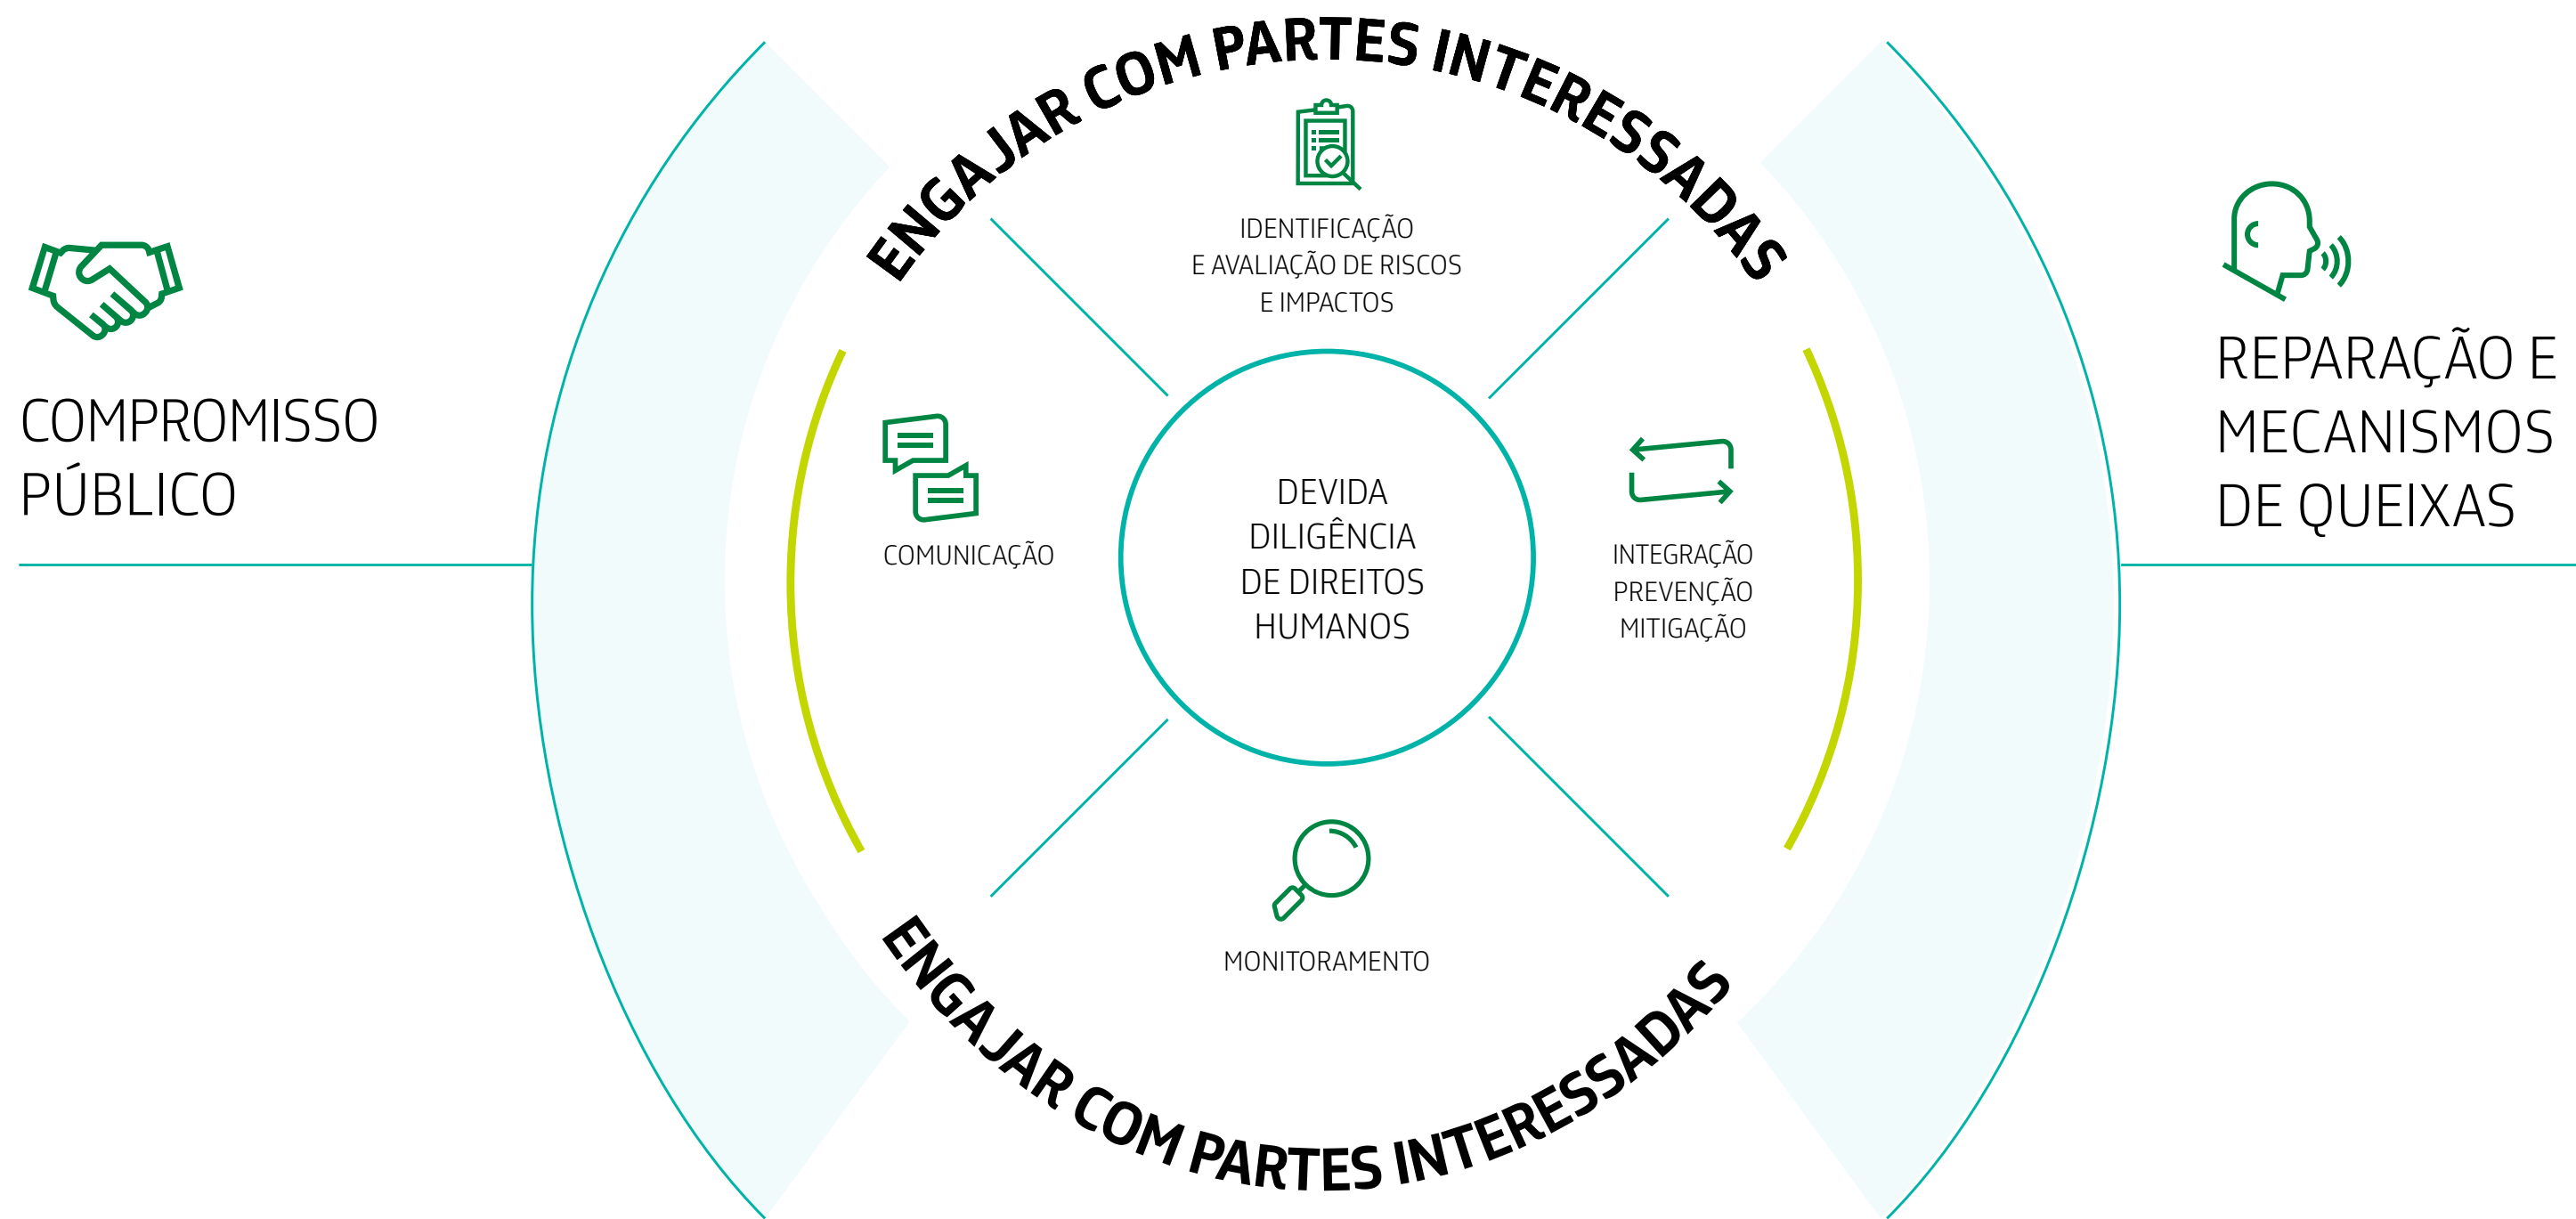 ENGAJAR COM PARTES INTERESSADAS
COMPROMISSO
PÚBLICO
IDENTIFICAÇÃO
E AVALIAÇÃO DE RISCOS
E IMPACTOS
COMUNICAÇÃO
DEVIDA
DILIGÊNCIA
DE DIREITOS
HUMANOS
INTEGRAÇÃO
PREVENÇÃO
MITIGAÇÃO
MONITORAMENTO
ENGAJAR COM PARTES INTERESSADAS
REPARAÇÃO E
MECANISMOS
DE QUEIXAS